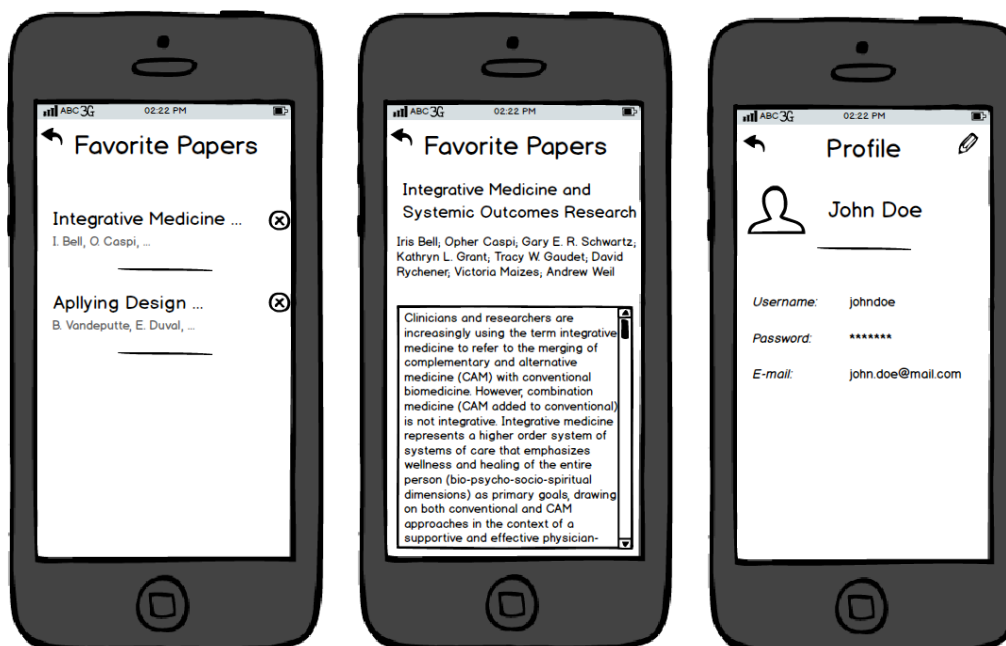 ABC 3G 02:22 PM
Favorite Papers
Integrative Medicine ...
I. Bell, O. Caspi, ...
Apllying Design ...
B. Vandeputte, E. Duval, ...
ABC 3G 02:22 PM
Favorite Papers
Integrative Medicine and
Systemic Outcomes Research
Iris Bell; Opher Caspi; Gary E. R. Schwartz;
Kathryn L. Grant; Tracy W. Gaudet; David
Rychener; Victoria Maizes; Andrew Weil
Clinicians and researchers are
increasingly using the term integrative
medicine to refer to the merging of
complementary and alternative
medicine (CAM) with conventional
biomedicine. However, combination
medicine (CAM added to conventional)
is not integrative. Integrative medicine
represents a higher order system of
systems of care that emphasizes
wellness and healing of the entire
person (bio-psycho-socio-spiritual
dimensions) as primary goals, drawing
on both conventional and CAM
approaches in the context of a
supportive and effective physician-
ABC 3G 02:22 PM
Profile
John Doe
Username: johndoe
Password: *******
E-mail: john.doe@mail.com